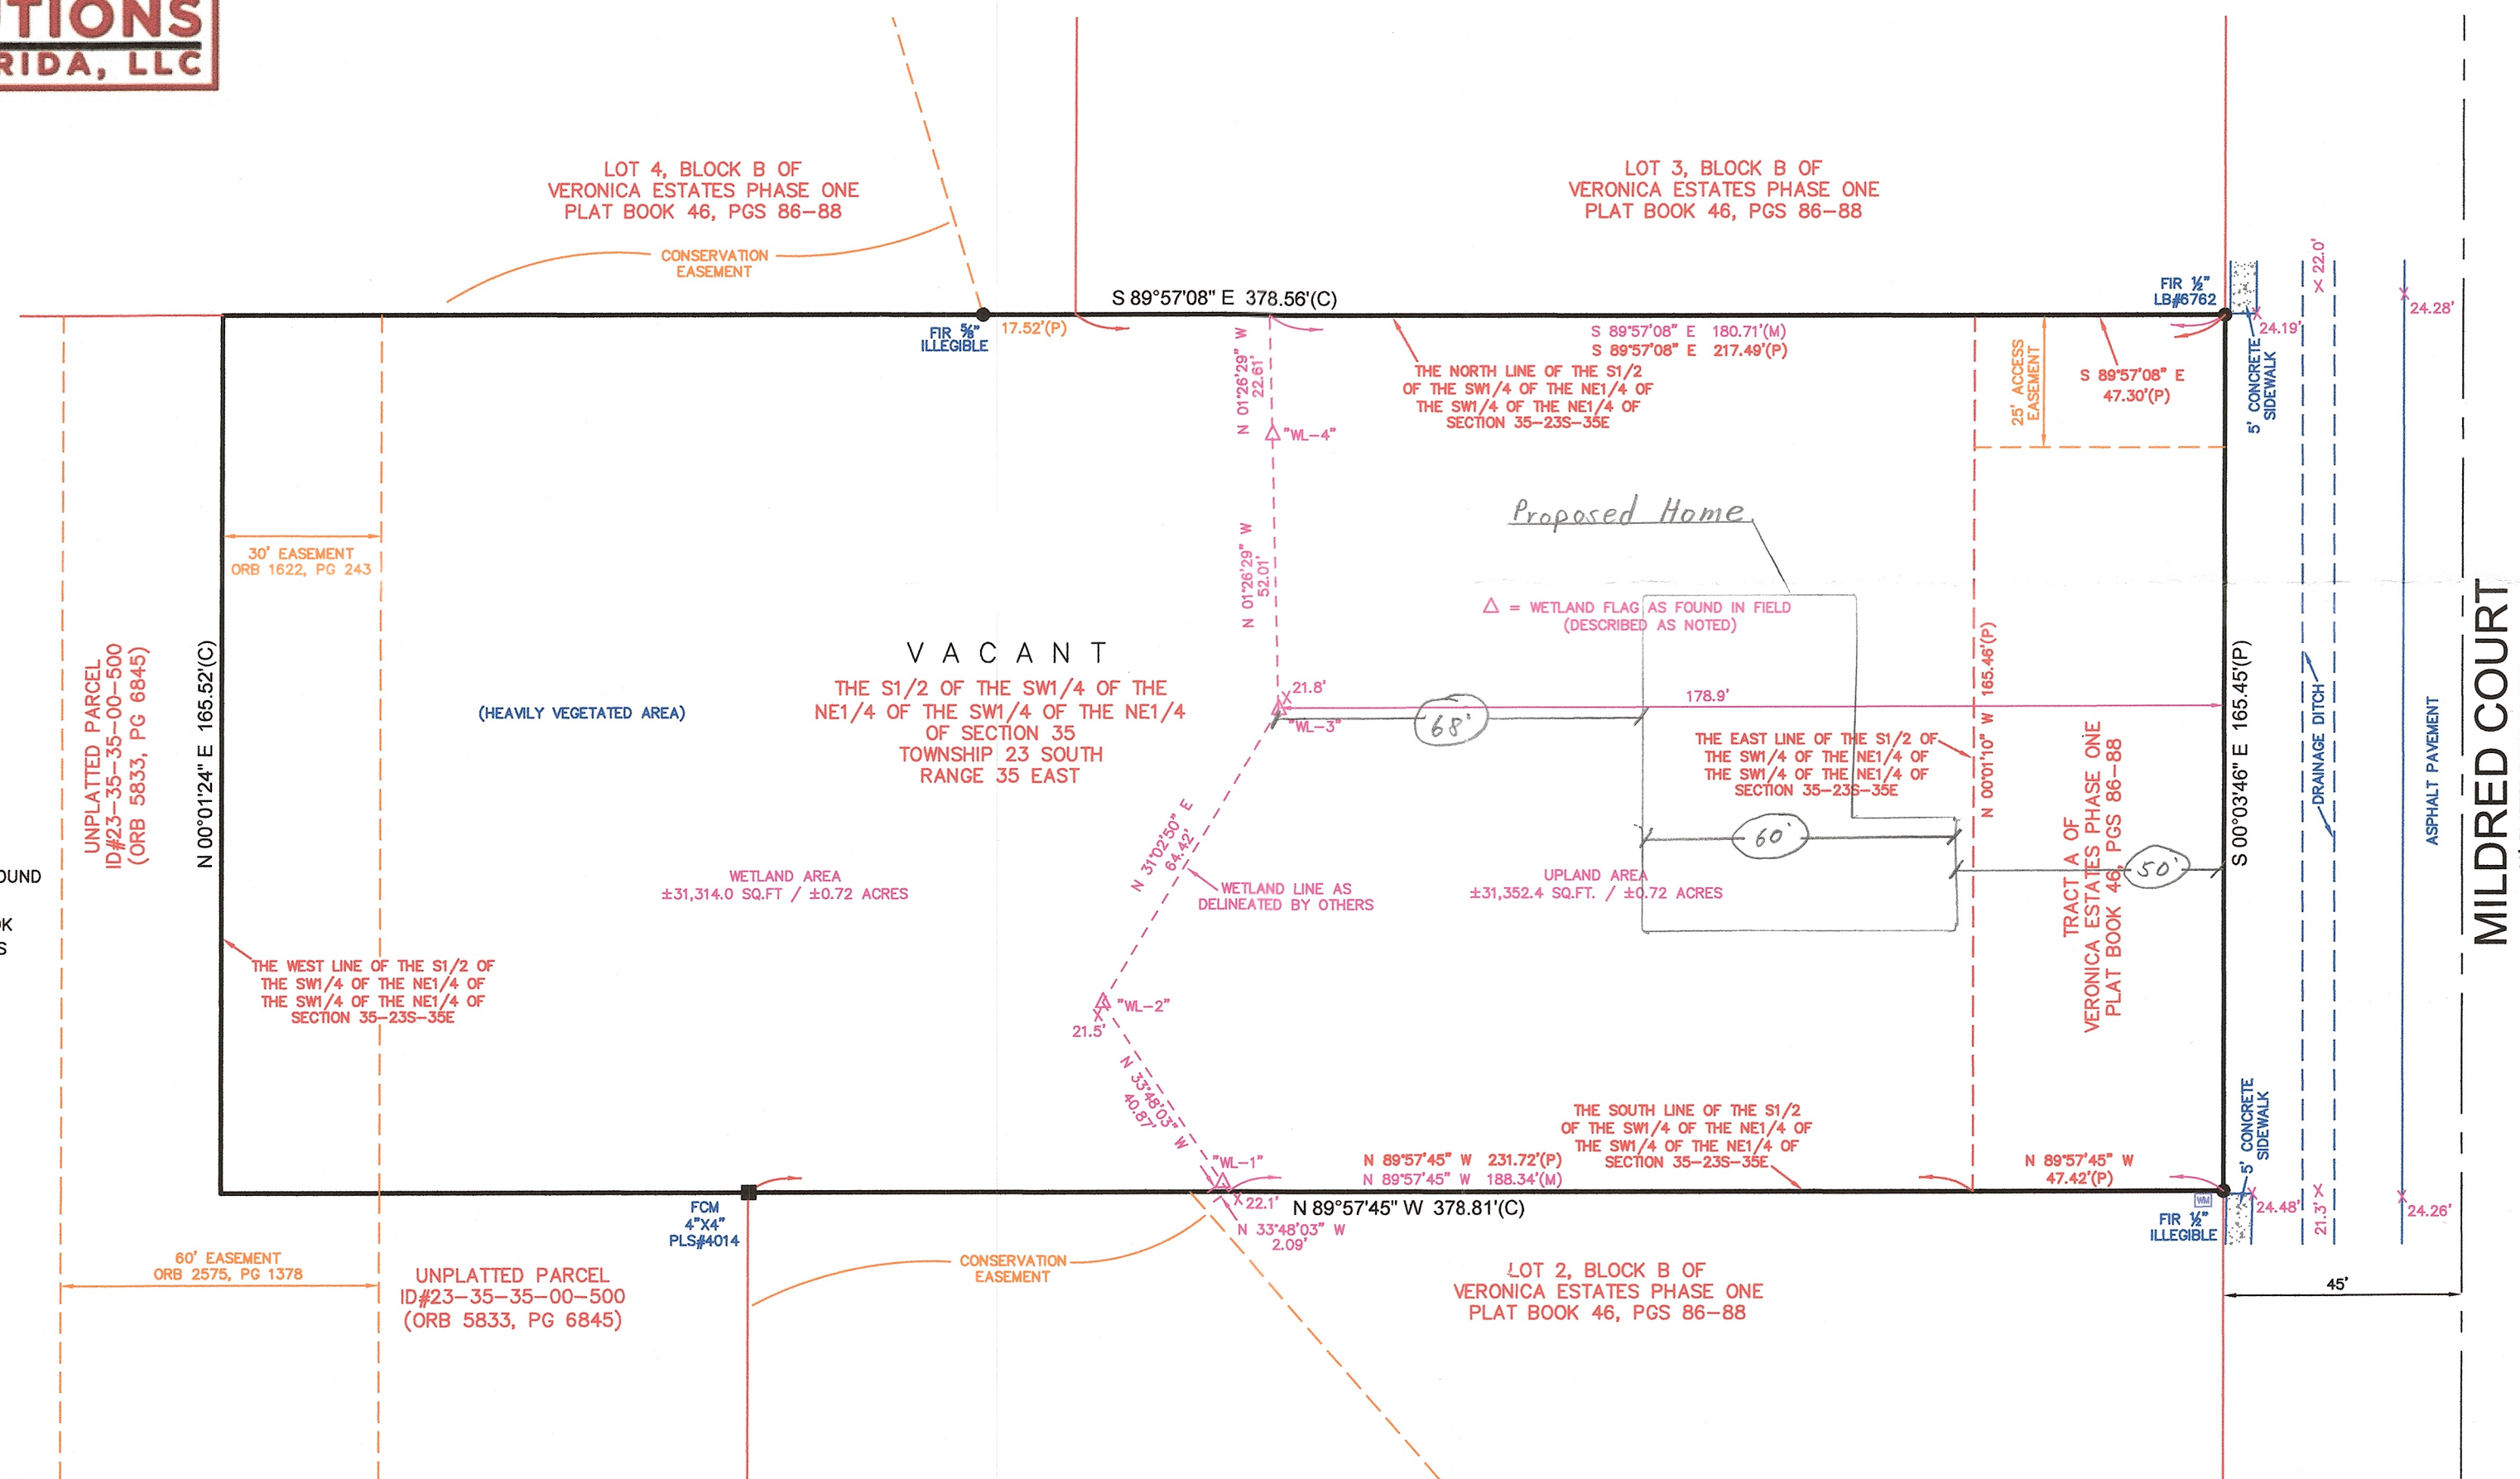 TIONS
RIDA, LLC
LOT 4, BLOCK B OF
VERONICA ESTATES PHASE ONE
PLAT BOOK 46, PGS 86-88
CONSERVATION
EASEMENT
LOT 3, BLOCK B OF
VERONICA ESTATES PHASE ONE
PLAT BOOK 46, PGS 86-88
S 89°57'08" E 378.56'(C)
FIR ⅝"
ILLEGIBLE
17.52'(P)
S 89°57'08" E 180.71'(M)
S 89°57'08" E 217.49'(P)
THE NORTH LINE OF THE S1/2
OF THE SW1/4 OF THE NE1/4 OF
THE SW1/4 OF THE NE1/4 OF
SECTION 35-23S-35E
25' ACCESS
EASEMENT
S 89°57'08" E
47.30'(P)
FIR ½"
LB#6762
22.0'
24.28'
24.19'
5' CONCRETE
SIDEWALK
N 01°26'29" W
22.61'
"WL-4"
N 01°26'29" W
52.01'
Proposed Home
△ = WETLAND FLAG AS FOUND IN FIELD
(DESCRIBED AS NOTED)
30' EASEMENT
ORB 1622, PG 243
UNPLATTED PARCEL
ID#23-35-35-00-500
(ORB 5833, PG 6845)
N 00°01'24" E 165.52'(C)
(HEAVILY VEGETATED AREA)
VACANT
THE S1/2 OF THE SW1/4 OF THE
NE1/4 OF THE SW1/4 OF THE NE1/4
OF SECTION 35
TOWNSHIP 23 SOUTH
RANGE 35 EAST
21.8'
"WL-3"
68'
178.9'
THE EAST LINE OF THE S1/2 OF
THE SW1/4 OF THE NE1/4 OF
THE SW1/4 OF THE NE1/4 OF
SECTION 35-23S-35E
N 00°01'10" W 165.46'(P)
TRACT A OF
VERONICA ESTATES PHASE ONE
PLAT BOOK 46, PGS 86-88
S 00°03'46" E 165.45'(P)
DRAINAGE DITCH
ASPHALT PAVEMENT
MILDRED COURT
60'
50'
N 31°02'50" E
64.42'
WETLAND LINE AS
DELINEATED BY OTHERS
WETLAND AREA
±31,314.0 SQ.FT / ±0.72 ACRES
UPLAND AREA
±31,352.4 SQ.FT. / ±0.72 ACRES
OUND
OK
S
THE WEST LINE OF THE S1/2 OF
THE SW1/4 OF THE NE1/4 OF
THE SW1/4 OF THE NE1/4 OF
SECTION 35-23S-35E
"WL-2"
21.5'
N 33°48'03" W
40.87'
"WL-1"
22.1'
N 33°48'03" W
2.09'
THE SOUTH LINE OF THE S1/2
OF THE SW1/4 OF THE NE1/4 OF
THE SW1/4 OF THE NE1/4 OF
SECTION 35-23S-35E
N 89°57'45" W 231.72'(P)
N 89°57'45" W 188.34'(M)
N 89°57'45" W 378.81'(C)
N 89°57'45" W
47.42'(P)
5' CONCRETE
SIDEWALK
WM
FIR ½"
ILLEGIBLE
24.48'
21.3'
24.26'
45'
FCM
4"X4"
PLS#4014
CONSERVATION
EASEMENT
60' EASEMENT
ORB 2575, PG 1378
UNPLATTED PARCEL
ID#23-35-35-00-500
(ORB 5833, PG 6845)
LOT 2, BLOCK B OF
VERONICA ESTATES PHASE ONE
PLAT BOOK 46, PGS 86-88